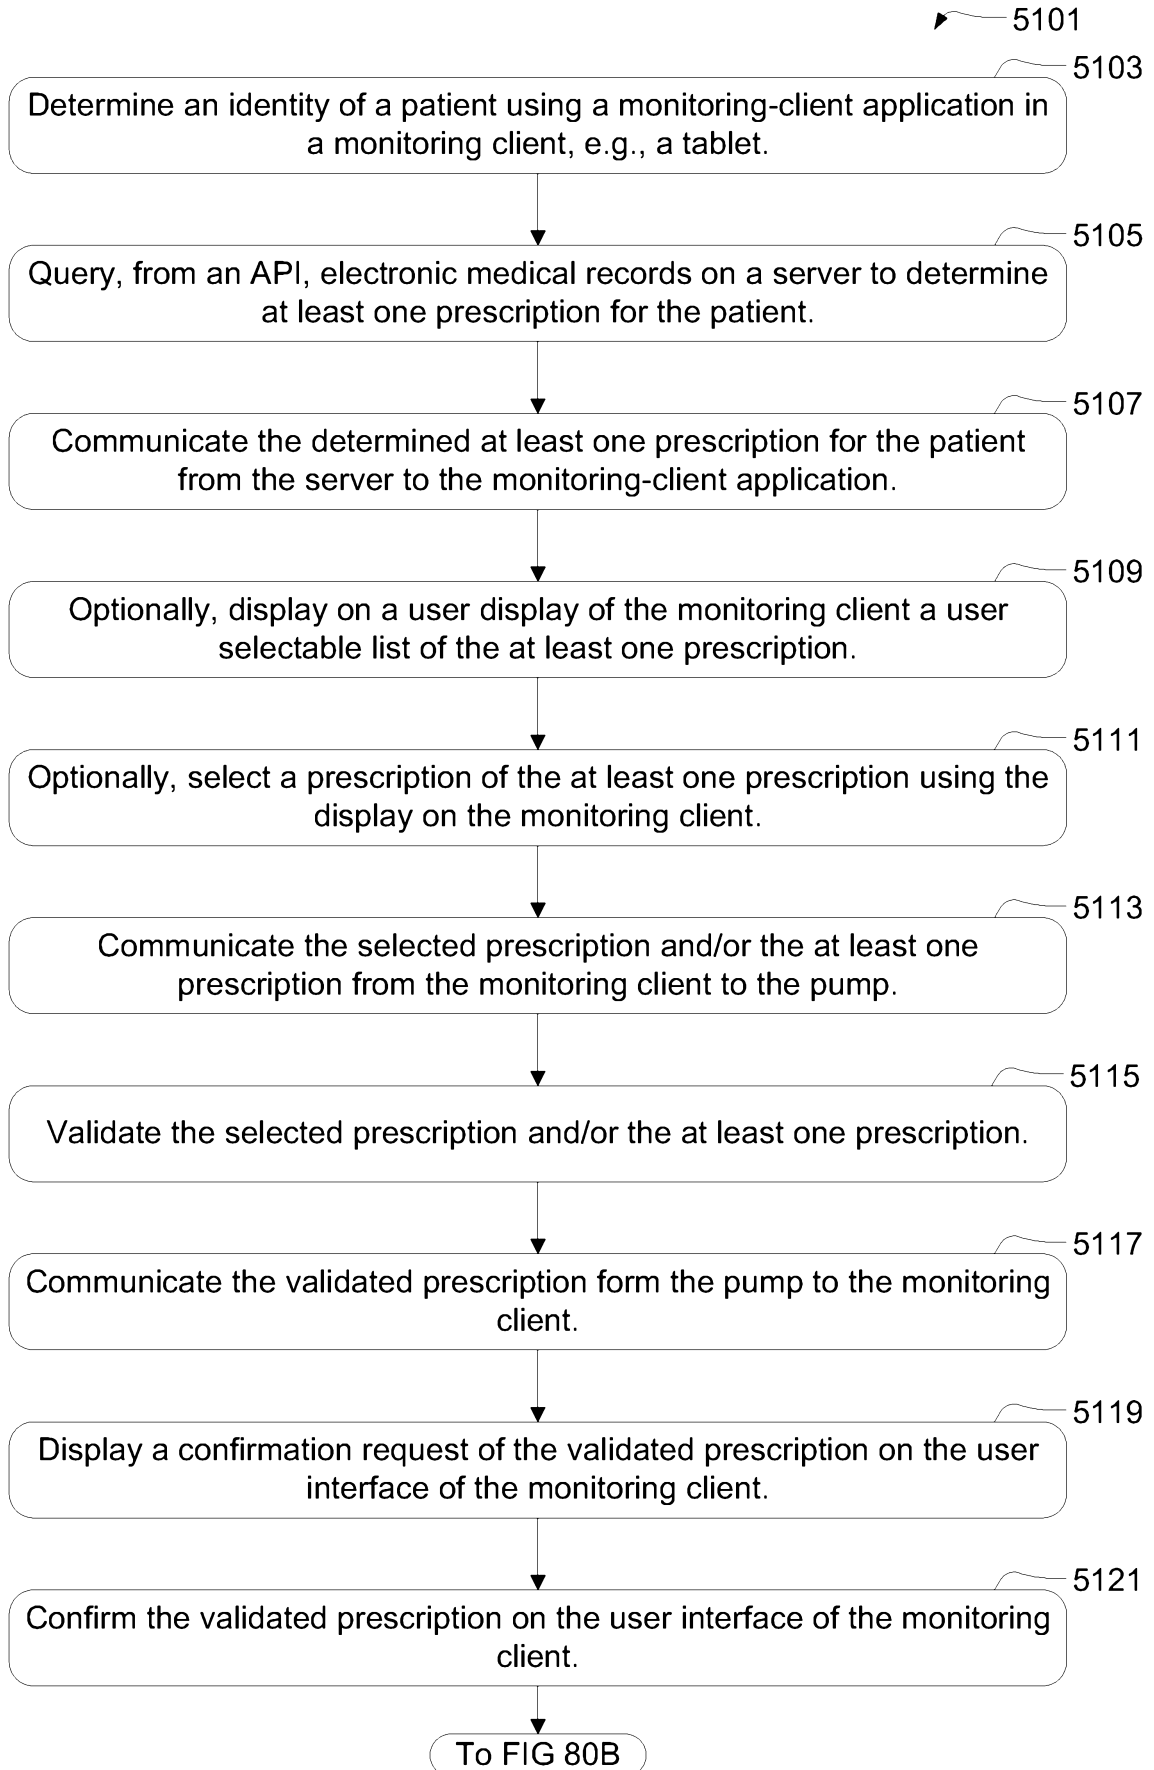 5101
5103
Determine an identity of a patient using a monitoring-client application in
a monitoring client, e.g., a tablet.
5105
Query, from an API, electronic medical records on a server to determine
at least one prescription for the patient.
5107
Communicate the determined at least one prescription for the patient
from the server to the monitoring-client application.
5109
Optionally, display on a user display of the monitoring client a user
selectable list of the at least one prescription.
5111
Optionally, select a prescription of the at least one prescription using the
display on the monitoring client.
5113
Communicate the selected prescription and/or the at least one
prescription from the monitoring client to the pump.
5115
Validate the selected prescription and/or the at least one prescription.
5117
Communicate the validated prescription form the pump to the monitoring
client.
5119
Display a confirmation request of the validated prescription on the user
interface of the monitoring client.
5121
Confirm the validated prescription on the user interface of the monitoring
client.
To FIG 80B